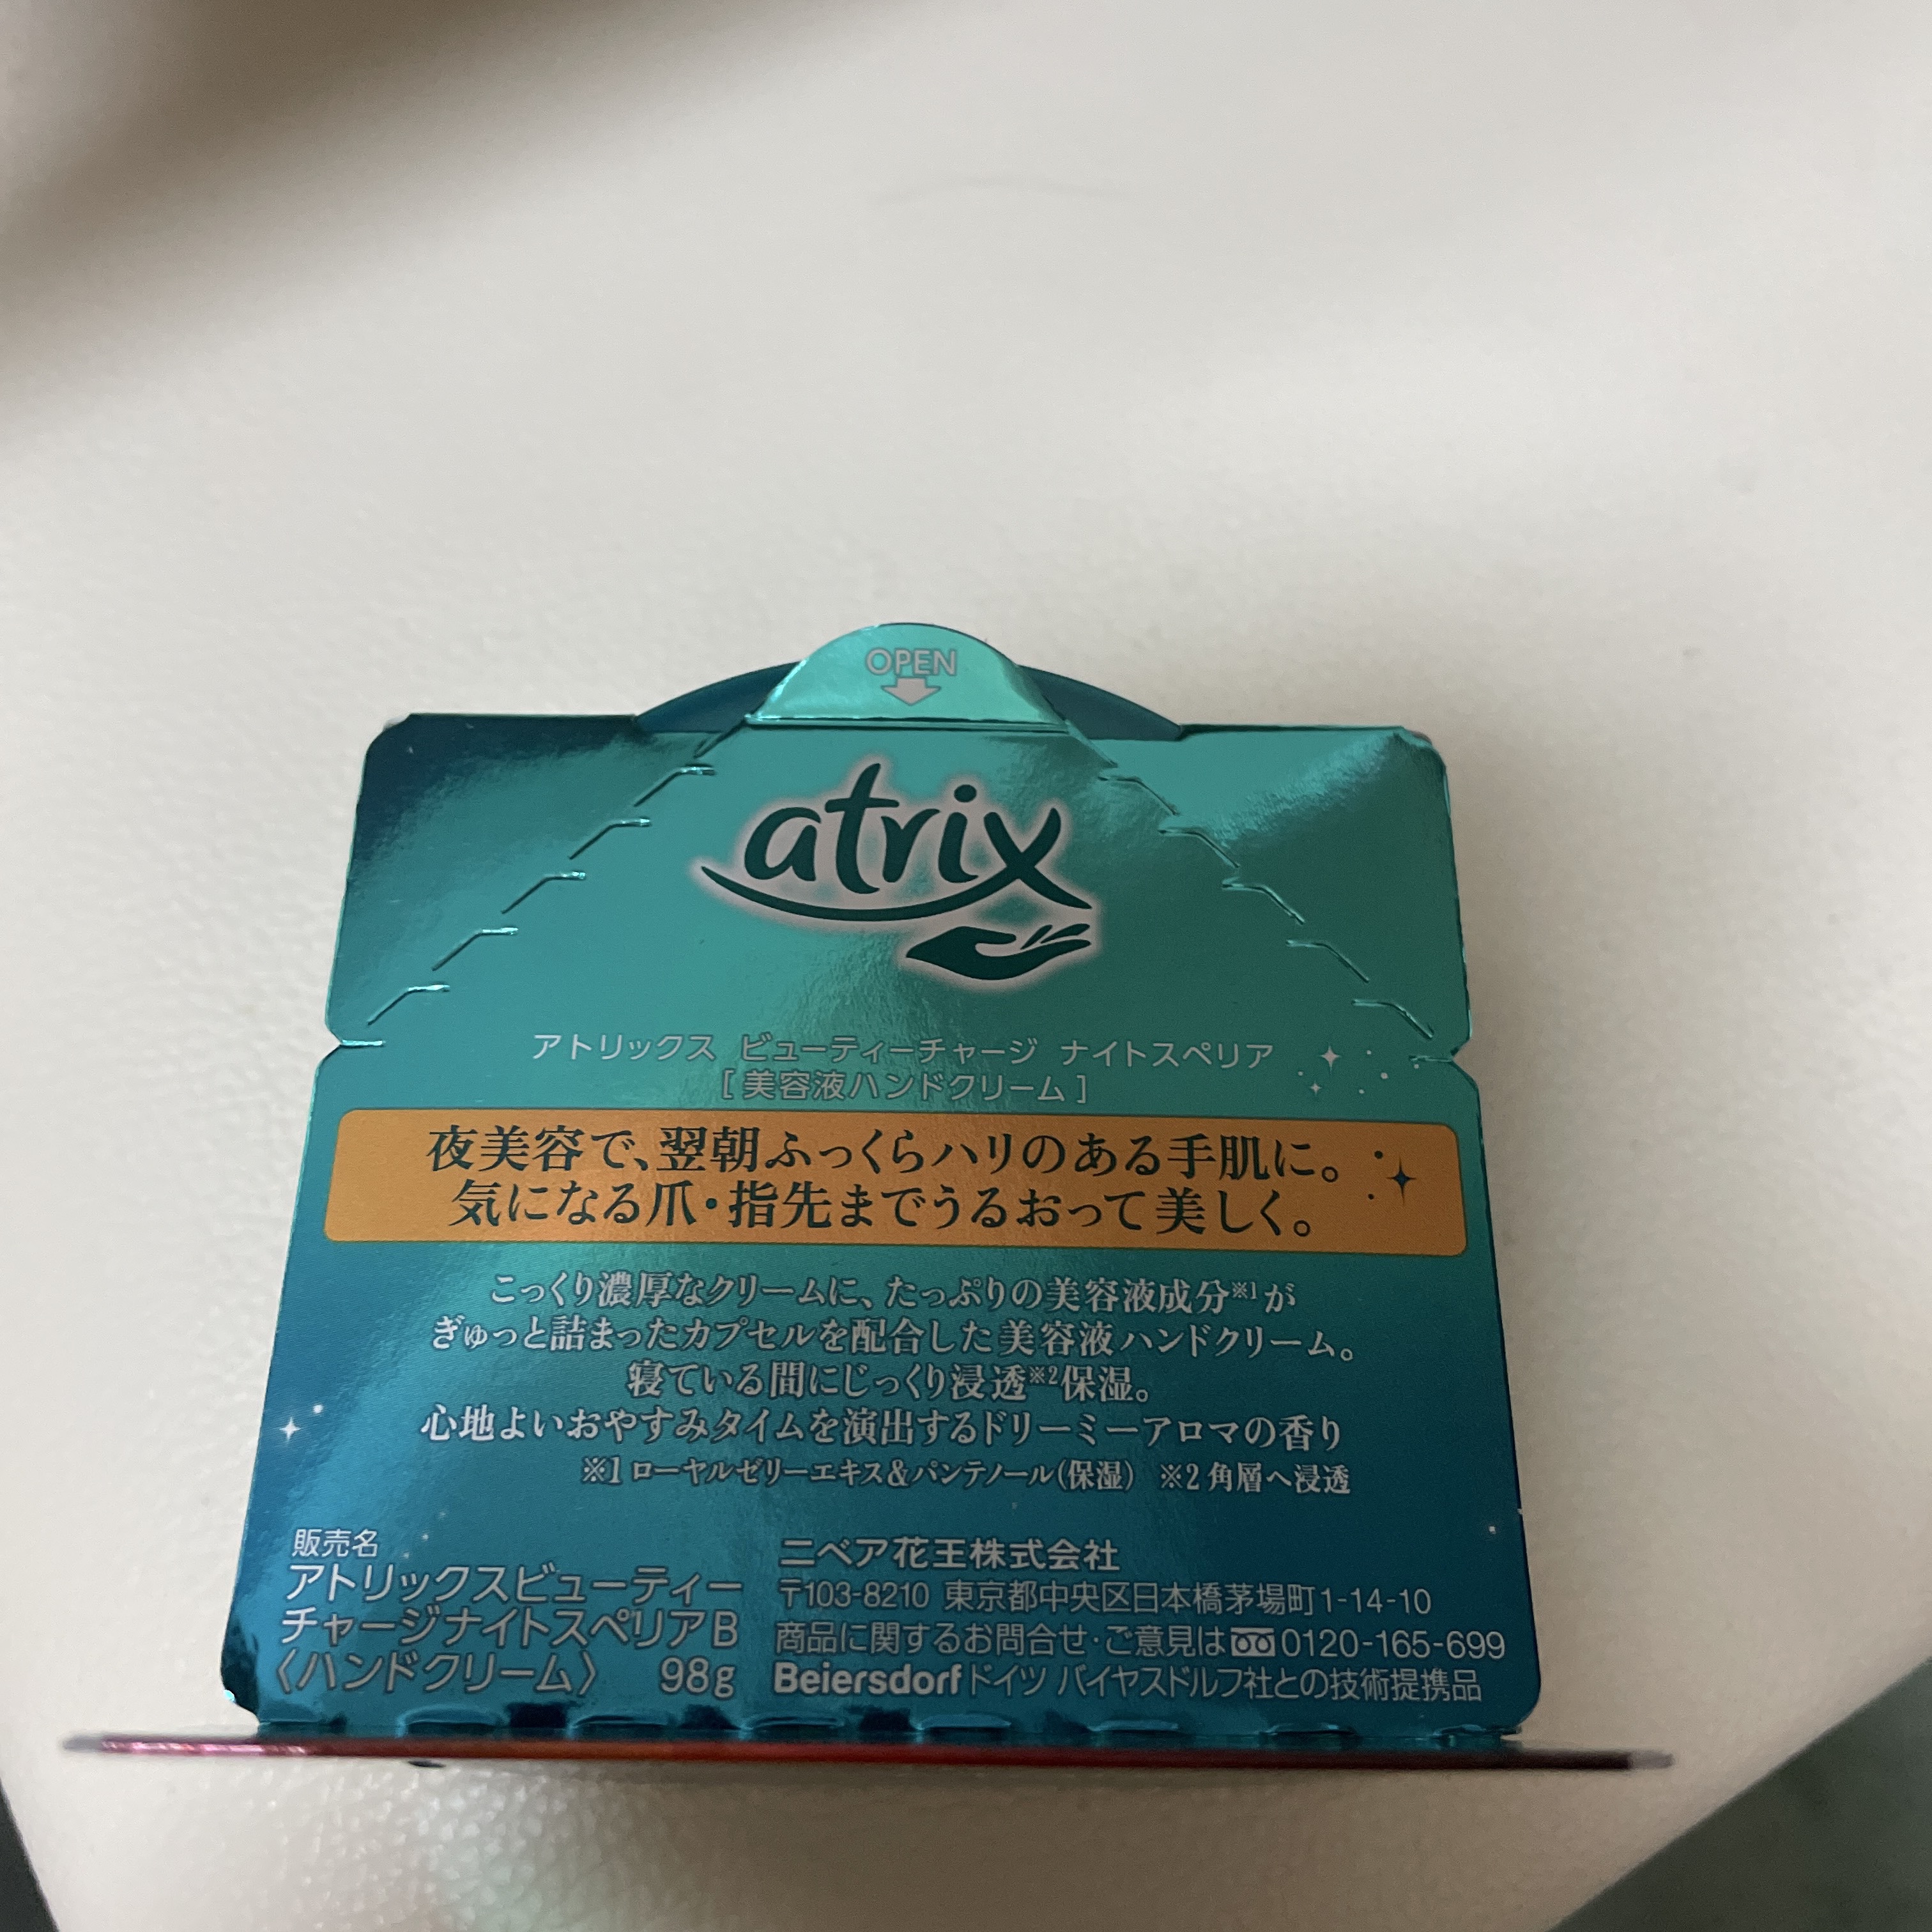 OPEN
atrix
アトリックス ビューティーチャージ ナイトスペリア
[美容液ハンドクリーム]
夜美容で、翌朝ふっくらハリのある手肌に。
気になる爪・指先までうるおって美しく。
こっくり濃厚なクリームに、たっぷりの美容液成分※1が
ぎゅっと詰まったカプセルを配合した美容液ハンドクリーム。
寝ている間にじっくり浸透※2保湿。
心地よいおやすみタイムを演出するドリーミーアロマの香り
※1 ローヤルゼリーエキス&パンテノール(保湿) ※2 角層へ浸透
販売名
アトリックスビューティー
チャージナイトスペリアB
〈ハンドクリーム〉 98g
ニベア花王株式会社
〒103-8210 東京都中央区日本橋茅場町1-14-10
商品に関するお問合せ・ご意見は 0120-165-699
Beiersdorf ドイツ バイヤスドルフ社との技術提携品